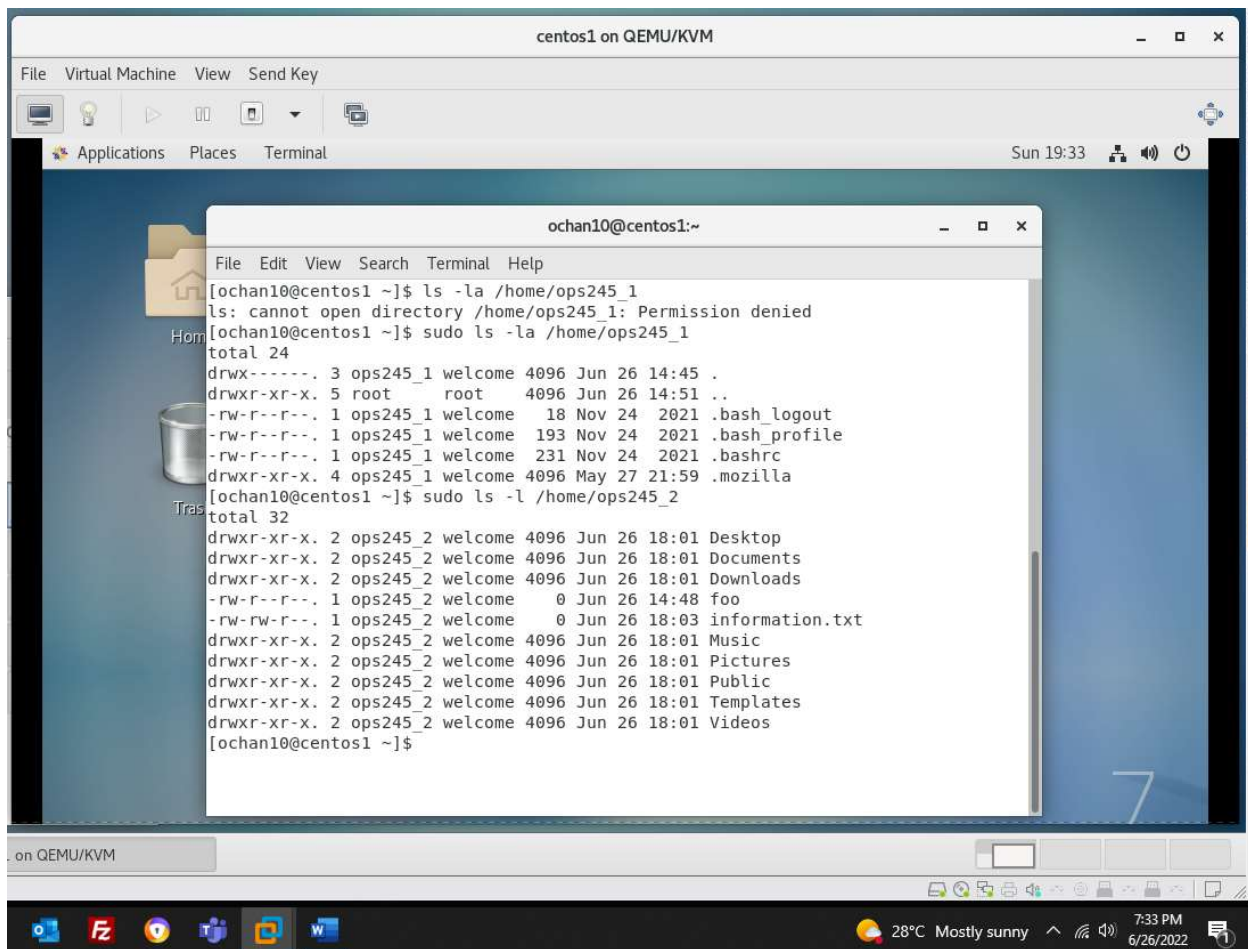 centos1 on QEMU/KVM
File Virtual Machine View Send Key
Applications Places Terminal Sun 19:33
ochan10@centos1:~
File Edit View Search Terminal Help
[ochan10@centos1 ~]$ ls -la /home/ops245_1
ls: cannot open directory /home/ops245_1: Permission denied
[ochan10@centos1 ~]$ sudo ls -la /home/ops245_1
total 24
drwx------. 3 ops245_1 welcome 4096 Jun 26 14:45 .
drwxr-xr-x. 5 root     root    4096 Jun 26 14:51 ..
-rw-r--r--. 1 ops245_1 welcome   18 Nov 24  2021 .bash_logout
-rw-r--r--. 1 ops245_1 welcome  193 Nov 24  2021 .bash_profile
-rw-r--r--. 1 ops245_1 welcome  231 Nov 24  2021 .bashrc
drwxr-xr-x. 4 ops245_1 welcome 4096 May 27 21:59 .mozilla
[ochan10@centos1 ~]$ sudo ls -l /home/ops245_2
total 32
drwxr-xr-x. 2 ops245_2 welcome 4096 Jun 26 18:01 Desktop
drwxr-xr-x. 2 ops245_2 welcome 4096 Jun 26 18:01 Documents
drwxr-xr-x. 2 ops245_2 welcome 4096 Jun 26 18:01 Downloads
-rw-r--r--. 1 ops245_2 welcome    0 Jun 26 14:48 foo
-rw-rw-r--. 1 ops245_2 welcome    0 Jun 26 18:03 information.txt
drwxr-xr-x. 2 ops245_2 welcome 4096 Jun 26 18:01 Music
drwxr-xr-x. 2 ops245_2 welcome 4096 Jun 26 18:01 Pictures
drwxr-xr-x. 2 ops245_2 welcome 4096 Jun 26 18:01 Public
drwxr-xr-x. 2 ops245_2 welcome 4096 Jun 26 18:01 Templates
drwxr-xr-x. 2 ops245_2 welcome 4096 Jun 26 18:01 Videos
[ochan10@centos1 ~]$
Hom
Tras
7
on QEMU/KVM
28°C Mostly sunny
7:33 PM
6/26/2022
1